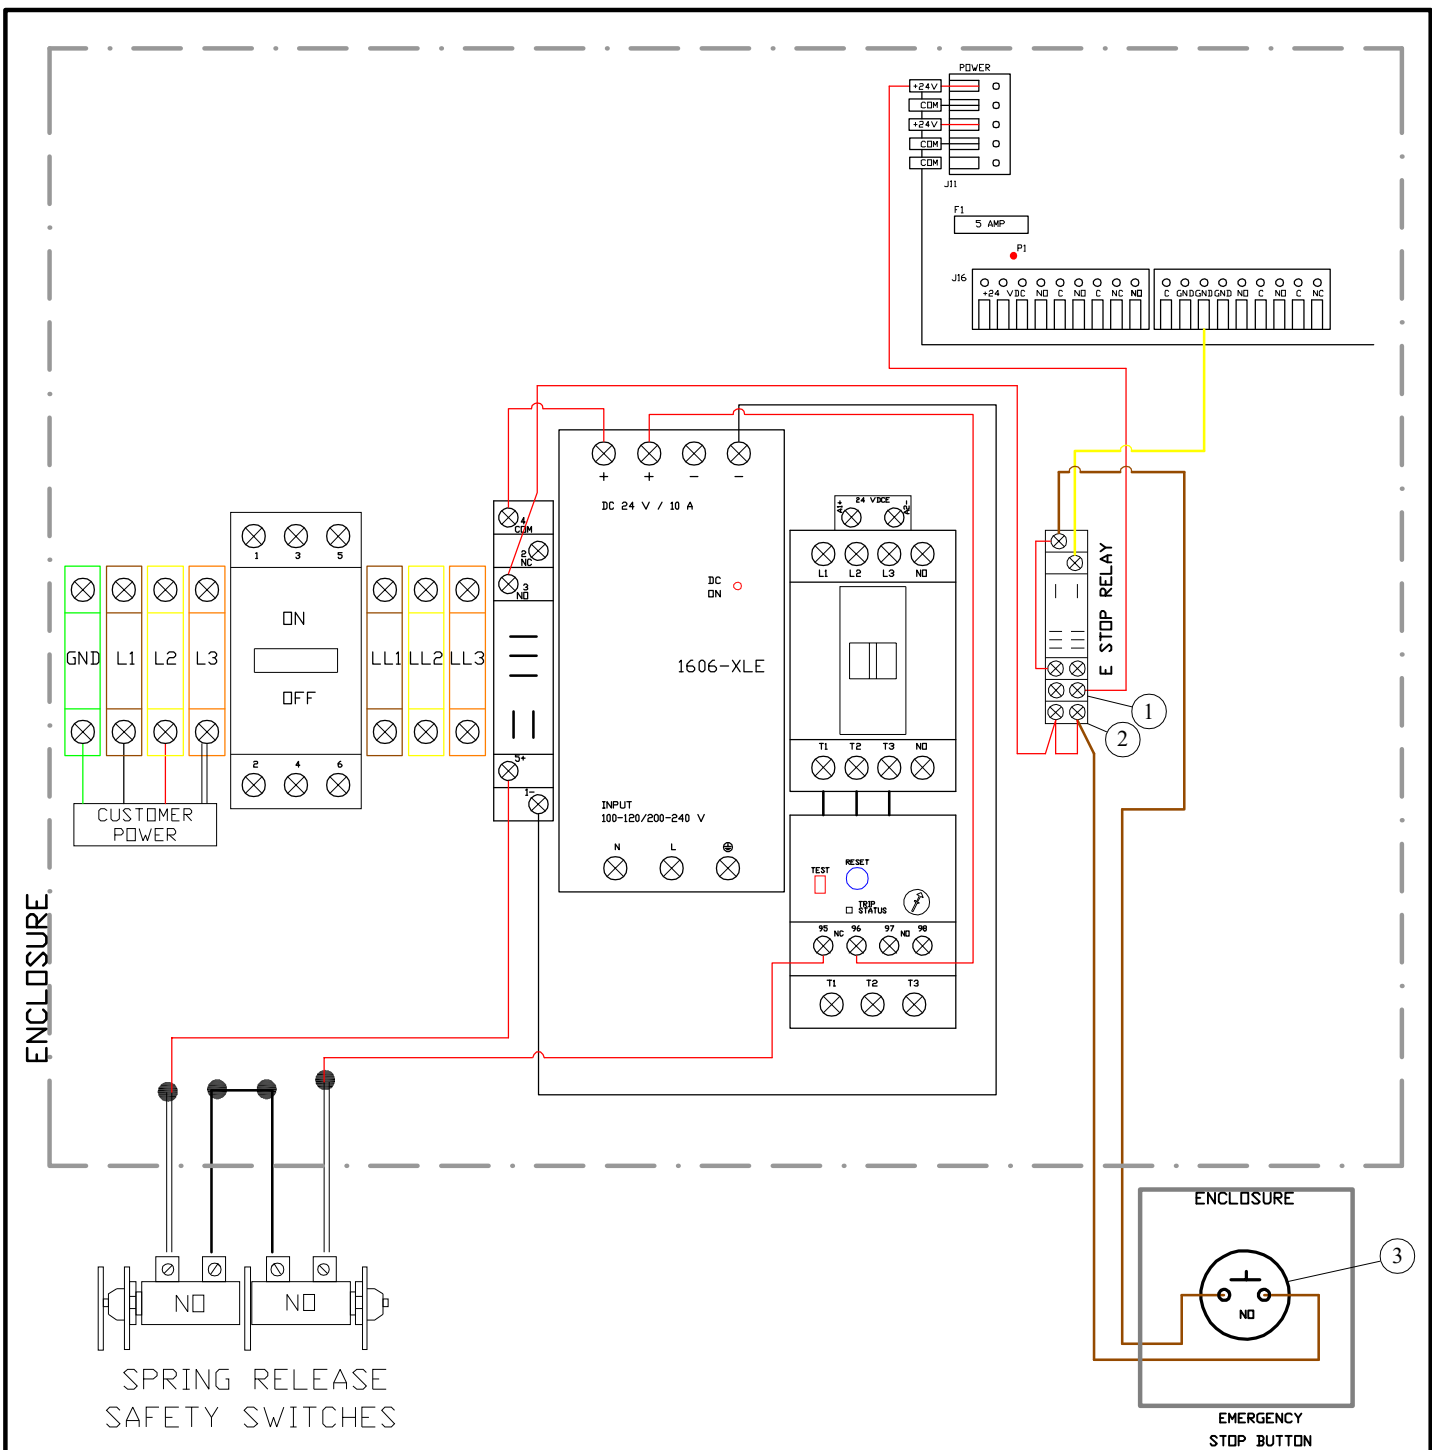 POWER
+24V
COM
+24V
COM
COM
J11
F1
5 AMP
P1
J16
+24 VDC NO C NO C NC NO
C GND GND GND NO C NO C NC
+ + - -
DC 24 V / 10 A
24 VDCE
A1+
A2-
4
COM
2
NC
3
NO
1 3 5
L1 L2 L3 NO
DC
ON
E STOP RELAY
ON
GND L1 L2 L3
LL1 LL2 LL3
1606-XLE
OFF
1
2
T1 T2 T3 NO
2 4 6
5+
1-
INPUT
100-120/200-240 V
CUSTOMER
POWER
N L
TEST
RESET
TRIP
STATUS
95 NC 96 97 NO 98
T1 T2 T3
ENCLOSURE
ENCLOSURE
3
NO
NO NO
SPRING RELEASE
SAFETY SWITCHES
EMERGENCY
STOP BUTTON